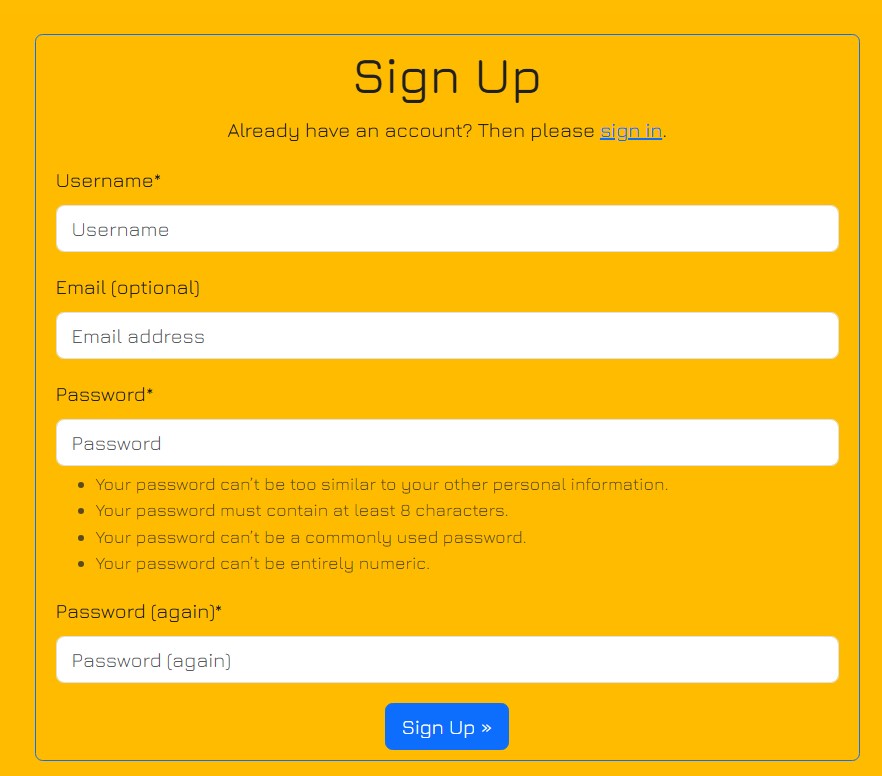 Sign Up
Already have an account? Then please sign in.
Username*
Username
Email (optional)
Email address
Password*
Password
• Your password can't be too similar to your other personal information.
• Your password must contain at least 8 characters.
• Your password can't be a commonly used password.
• Your password can't be entirely numeric.
Password (again)*
Password (again)
Sign Up »